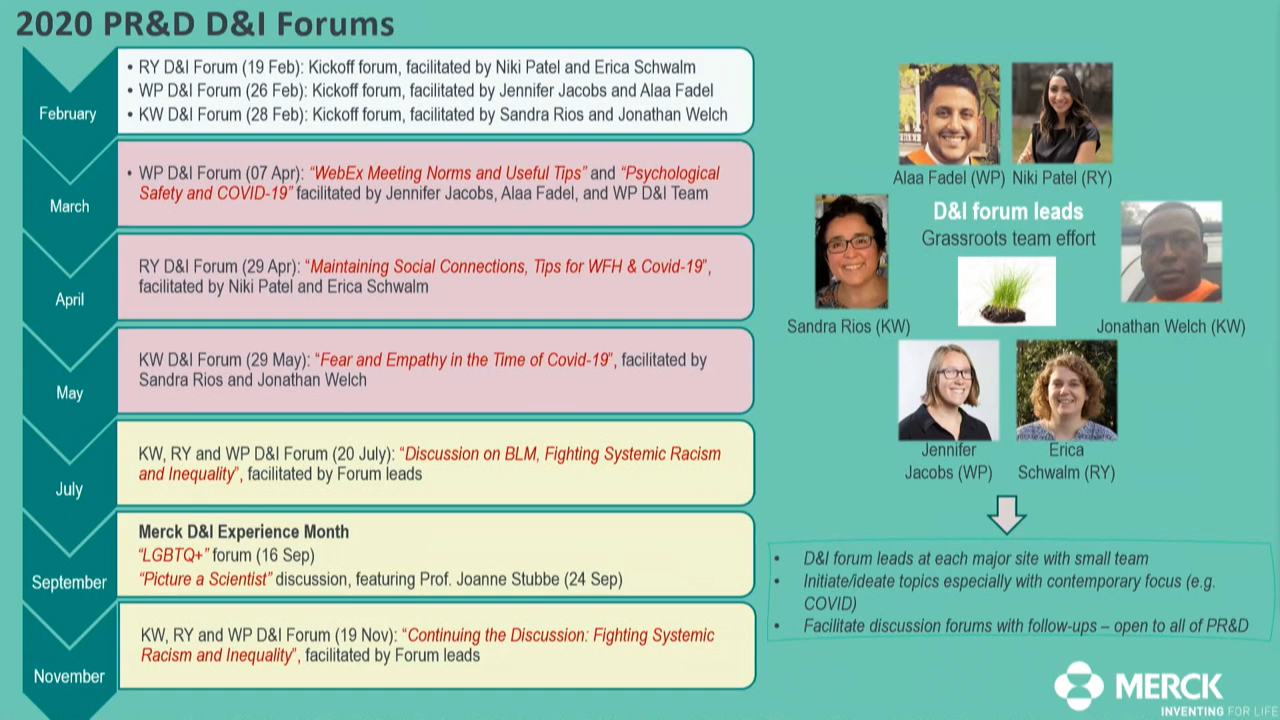 2020 PR&D D&I Forums
February
• RY D&I Forum (19 Feb): Kickoff forum, facilitated by Niki Patel and Erica Schwalm
• WP D&I Forum (26 Feb): Kickoff forum, facilitated by Jennifer Jacobs and Alaa Fadel
• KW D&I Forum (28 Feb): Kickoff forum, facilitated by Sandra Rios and Jonathan Welch
March
• WP D&I Forum (07 Apr): “WebEx Meeting Norms and Useful Tips” and “Psychological
Safety and COVID-19” facilitated by Jennifer Jacobs, Alaa Fadel, and WP D&I Team
April
RY D&I Forum (29 Apr): “Maintaining Social Connections, Tips for WFH & Covid-19”,
facilitated by Niki Patel and Erica Schwalm
May
KW D&I Forum (29 May): “Fear and Empathy in the Time of Covid-19”, facilitated by
Sandra Rios and Jonathan Welch
July
KW, RY and WP D&I Forum (20 July): “Discussion on BLM, Fighting Systemic Racism
and Inequality”, facilitated by Forum leads
September
Merck D&I Experience Month
“LGBTQ+” forum (16 Sep)
“Picture a Scientist” discussion, featuring Prof. Joanne Stubbe (24 Sep)
November
KW, RY and WP D&I Forum (19 Nov): “Continuing the Discussion: Fighting Systemic
Racism and Inequality”, facilitated by Forum leads
Alaa Fadel (WP)
Niki Patel (RY)
D&I forum leads
Grassroots team effort
Sandra Rios (KW)
Jonathan Welch (KW)
Jennifer
Jacobs (WP)
Erica
Schwalm (RY)
• D&I forum leads at each major site with small team
• Initiate/ideate topics especially with contemporary focus (e.g.
COVID)
• Facilitate discussion forums with follow-ups – open to all of PR&D
MERCK
INVENTING FOR LIFE